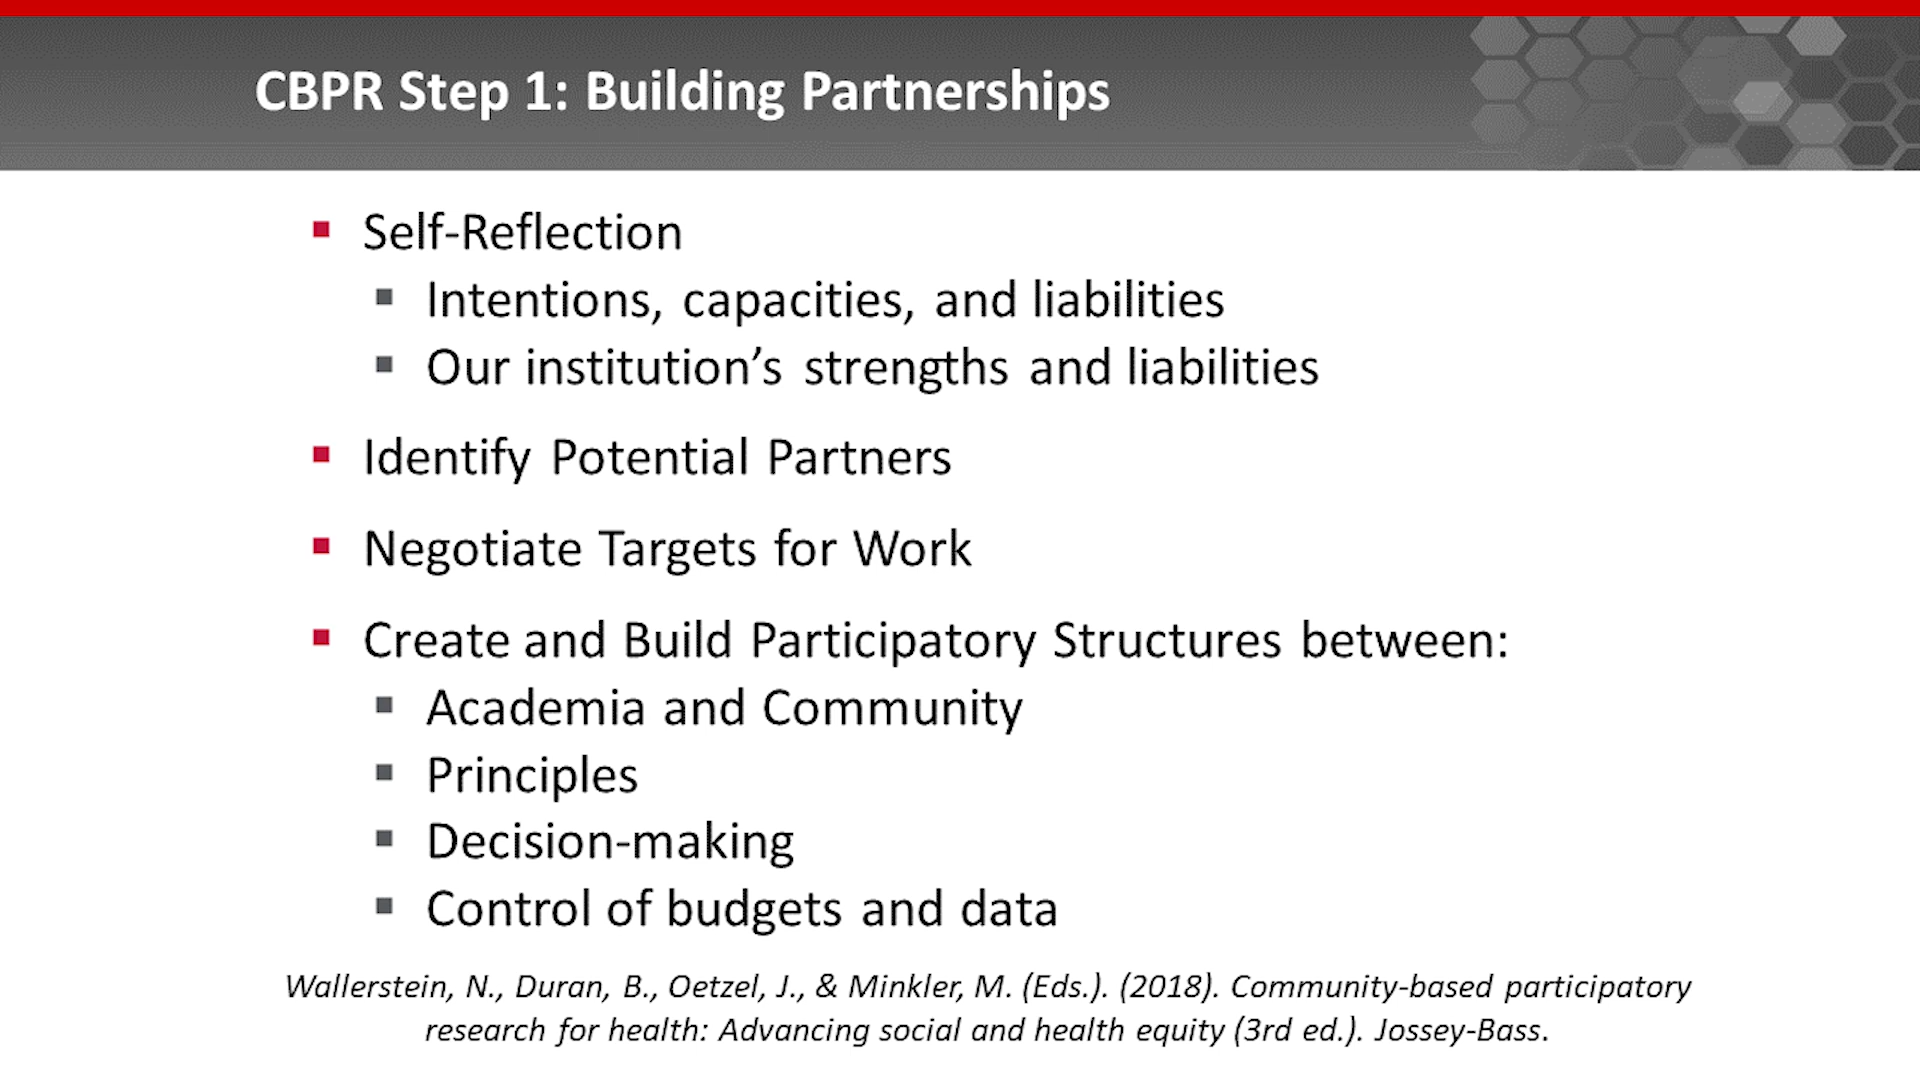 CBPR Step 1: Building Partnerships
Self-Reflection
Intentions, capacities, and liabilities
Our institution’s strengths and liabilities
Identify Potential Partners
Negotiate Targets for Work
Create and Build Participatory Structures between:
Academia and Community
Principles
Decision-making
Control of budgets and data
Wallerstein, N., Duran, B., Oetzel, J., & Minkler, M. (Eds.). (2018). Community-based participatory
research for health: Advancing social and health equity (3rd ed.). Jossey-Bass.